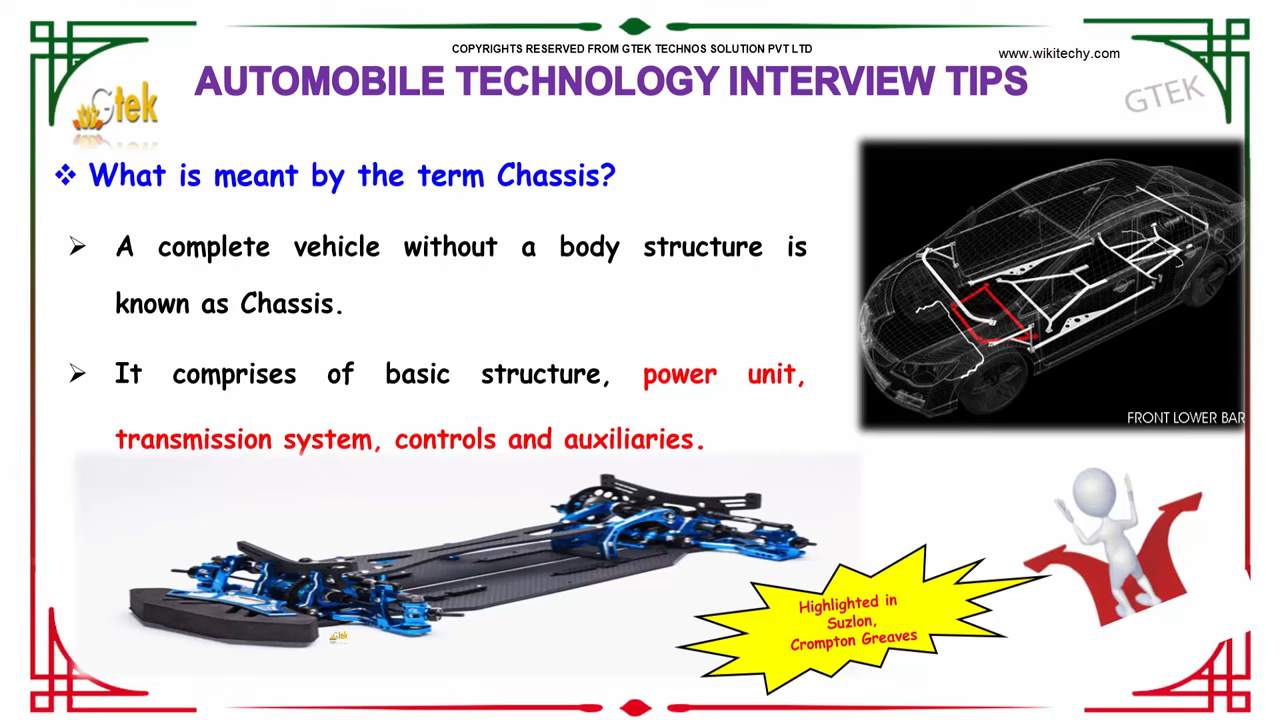 COPYRIGHTS RESERVED FROM GTEK TECHNOS SOLUTION PVT LTD
www.wikitechy.com
AUTOMOBILE TECHNOLOGY INTERVIEW TIPS
Gtek
GTEK
What is meant by the term Chassis?
A complete vehicle without a body structure is
known as Chassis.
It comprises of basic structure, power unit,
transmission system, controls and auxiliaries.
FRONT LOWER BAR
Gtek
Highlighted in
Suzlon,
Crompton Greaves